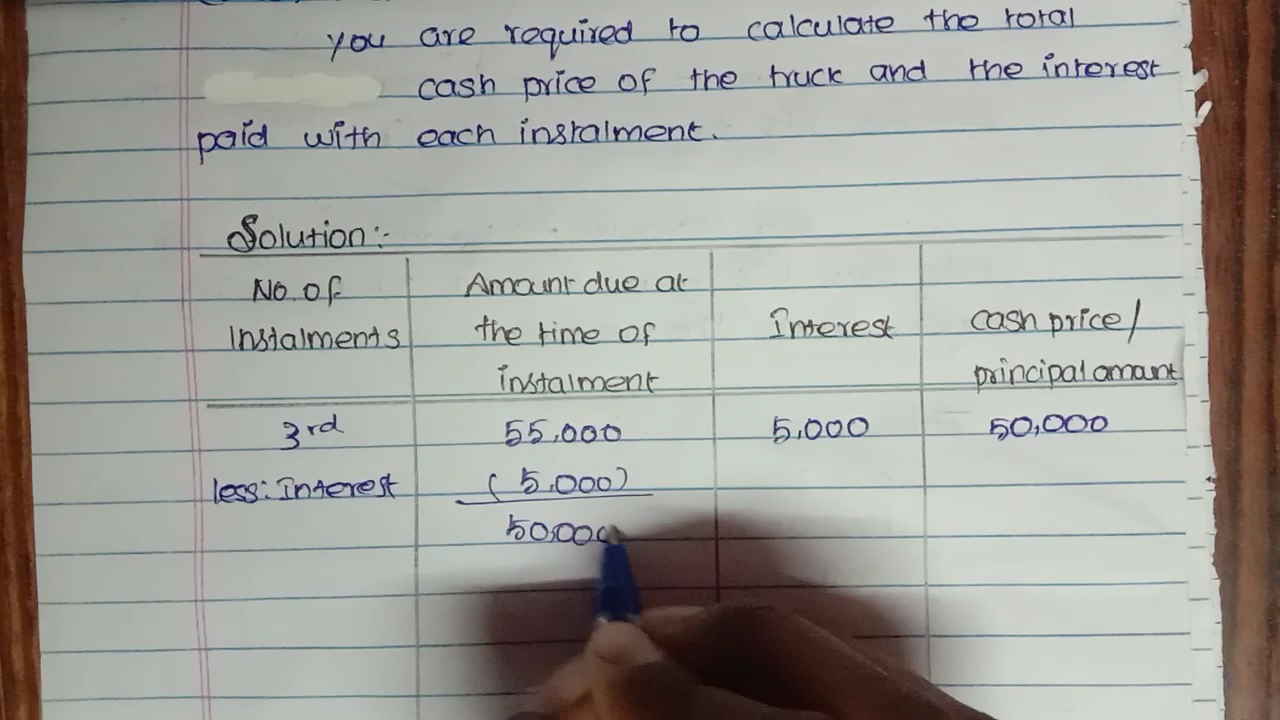 you are required to calculate the total
cash price of the truck and the interest
paid with each instalment.
Solution:-
No. of Instalments | Amount due at the time of instalment | Interest | cash price/ principal amount
3rd | 55,000 | 5,000 | 50,000
less: Interest | (5,000)
50,000